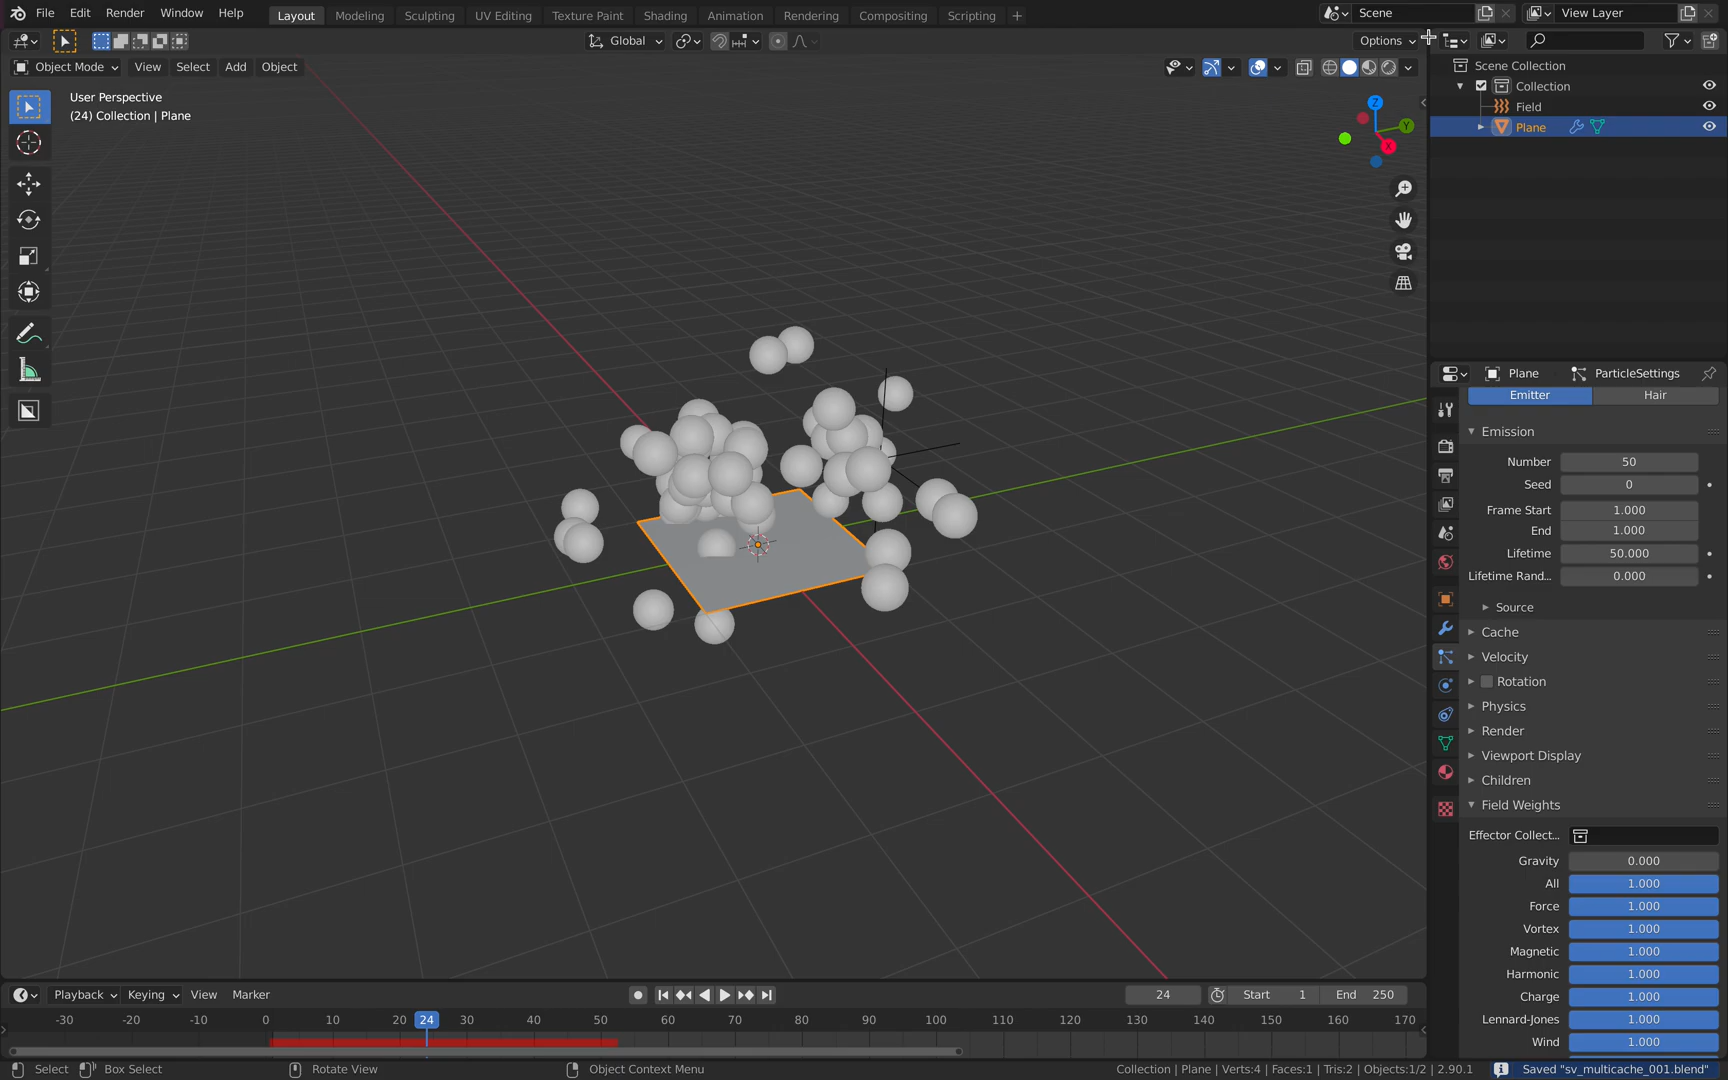 File Edit Render Window Help Layout Modeling Sculpting UV Editing Texture Paint Shading Animation Rendering Compositing Scripting + Scene View Layer
Global Options
Object Mode View Select Add Object
User Perspective
(24) Collection | Plane
Z
Y
X
Scene Collection
Collection
Field
Plane
Plane ParticleSettings
Emitter Hair
Emission
Number 50
Seed 0
Frame Start 1.000
End 1.000
Lifetime 50.000
Lifetime Rand... 0.000
Source
Cache
Velocity
Rotation
Physics
Render
Viewport Display
Children
Field Weights
Effector Collect...
Gravity 0.000
All 1.000
Force 1.000
Vortex 1.000
Magnetic 1.000
Harmonic 1.000
Charge 1.000
Lennard-Jones 1.000
Wind 1.000
Playback Keying View Marker 24 Start 1 End 250
-30 -20 -10 0 10 20 24 30 40 50 60 70 80 90 100 110 120 130 140 150 160 170
Select Box Select Rotate View Object Context Menu Collection | Plane | Verts:4 | Faces:1 | Tris:2 | Objects:1/2 | 2.90.1 Saved "sv_multicache_001.blend"